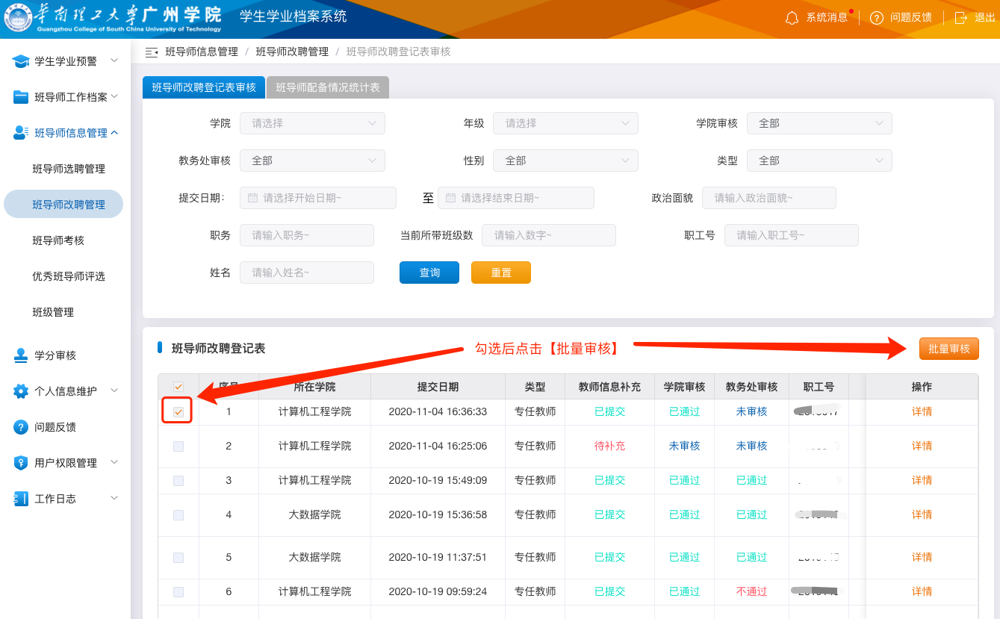 华南理工大学广州学院
Guangzhou College of South China University of Technology
学生学业档案系统
系统消息
问题反馈
退出
学生学业预警
班导师工作档案
班导师信息管理
班导师选聘管理
班导师改聘管理
班导师考核
优秀班导师评选
班级管理
学分审核
个人信息维护
问题反馈
用户权限管理
工作日志
班导师信息管理 / 班导师改聘管理 / 班导师改聘登记表审核
班导师改聘登记表审核 班导师配备情况统计表
学院 请选择 年级 请选择 学院审核 全部
教务处审核 全部 性别 全部 类型 全部
提交日期: 请选择开始日期~ 至 请选择结束日期~ 政治面貌 请输入政治面貌~
职务 请输入职务~ 当前所带班级数 请输入数字~ 职工号 请输入职工号~
姓名 请输入姓名~ 查询 重置
班导师改聘登记表 勾选后点击【批量审核】 批量审核
序号 所在学院 提交日期 类型 教师信息补充 学院审核 教务处审核 职工号 操作
1 计算机工程学院 2020-11-04 16:36:33 专任教师 已提交 已通过 未审核 详情
2 计算机工程学院 2020-11-04 16:25:06 专任教师 待补充 未审核 未审核 详情
3 计算机工程学院 2020-10-19 15:49:09 专任教师 已提交 已通过 已通过 详情
4 大数据学院 2020-10-19 15:36:58 专任教师 已提交 已通过 已通过 详情
5 大数据学院 2020-10-19 11:37:51 专任教师 已提交 已通过 已通过 详情
6 计算机工程学院 2020-10-19 09:59:24 专任教师 已提交 已通过 不通过 详情